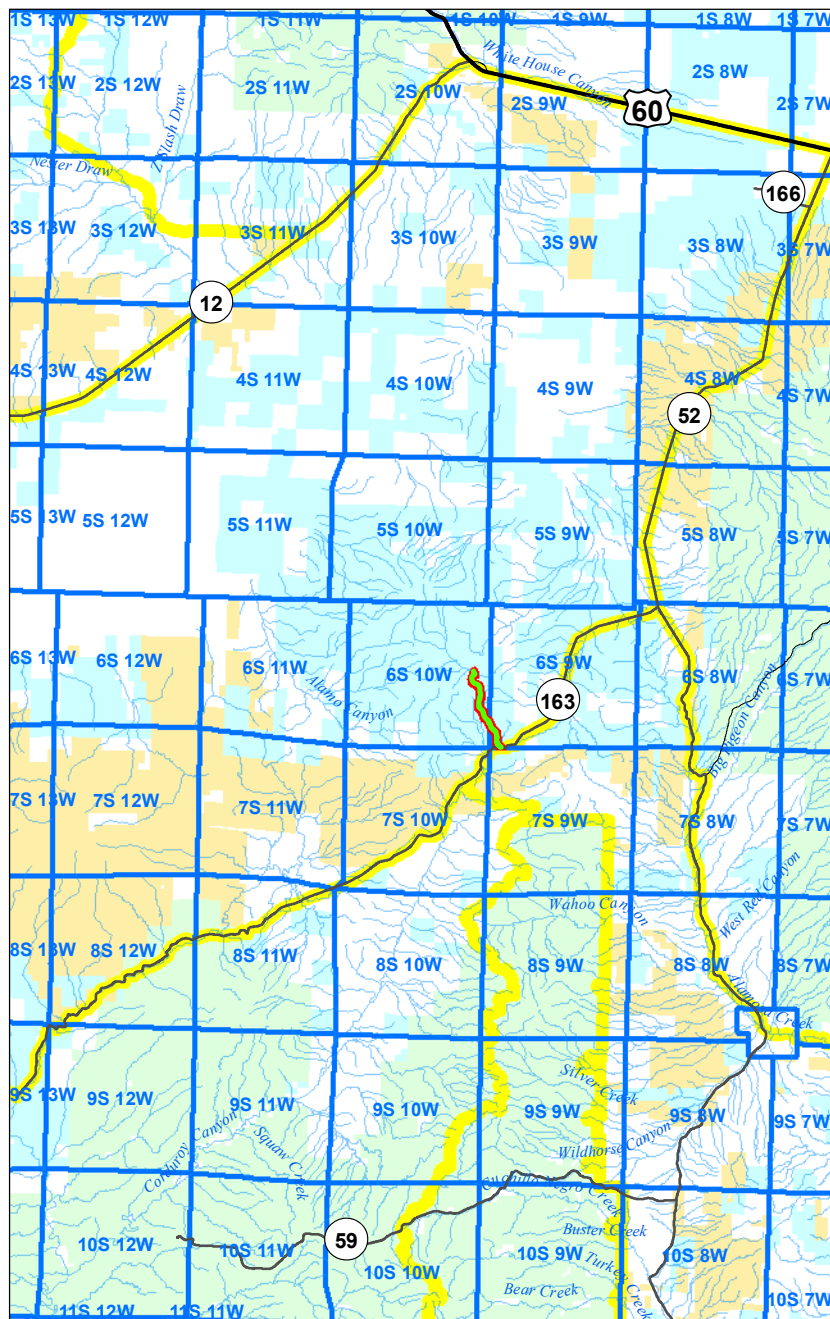 1S 13W
1S 12W
1S 11W
1S 10W
1S 9W
1S 8W
1S 7W
White House Canyon
2S 13W
2S 12W
2S 11W
2S 10W
2S 9W
2S 8W
2S 7W
60
Z Slash Draw
Nester Draw
166
3S 13W
3S 12W
3S 11W
3S 10W
3S 9W
3S 8W
3S 7W
12
4S 13W
4S 12W
4S 11W
4S 10W
4S 9W
4S 8W
4S 7W
52
5S 13W
5S 12W
5S 11W
5S 10W
5S 9W
5S 8W
5S 7W
6S 13W
6S 12W
6S 11W
6S 10W
6S 9W
6S 8W
6S 7W
Alamo Canyon
163
Big Pigeon Canyon
7S 13W
7S 12W
7S 11W
7S 10W
7S 9W
7S 8W
7S 7W
Wahoo Canyon
West Red Canyon
8S 13W
8S 12W
8S 11W
8S 10W
8S 9W
8S 8W
8S 7W
Alamosa Creek
9S 13W
9S 12W
9S 11W
9S 10W
9S 9W
9S 8W
9S 7W
Silver Creek
Corduroy Canyon
Squaw Creek
Wildhorse Canyon
Cuchillo Negro Creek
59
10S 12W
10S 11W
10S 10W
10S 9W
10S 8W
10S 7W
Buster Creek
Turkey Creek
Bear Creek
11S 12W
11S 11W